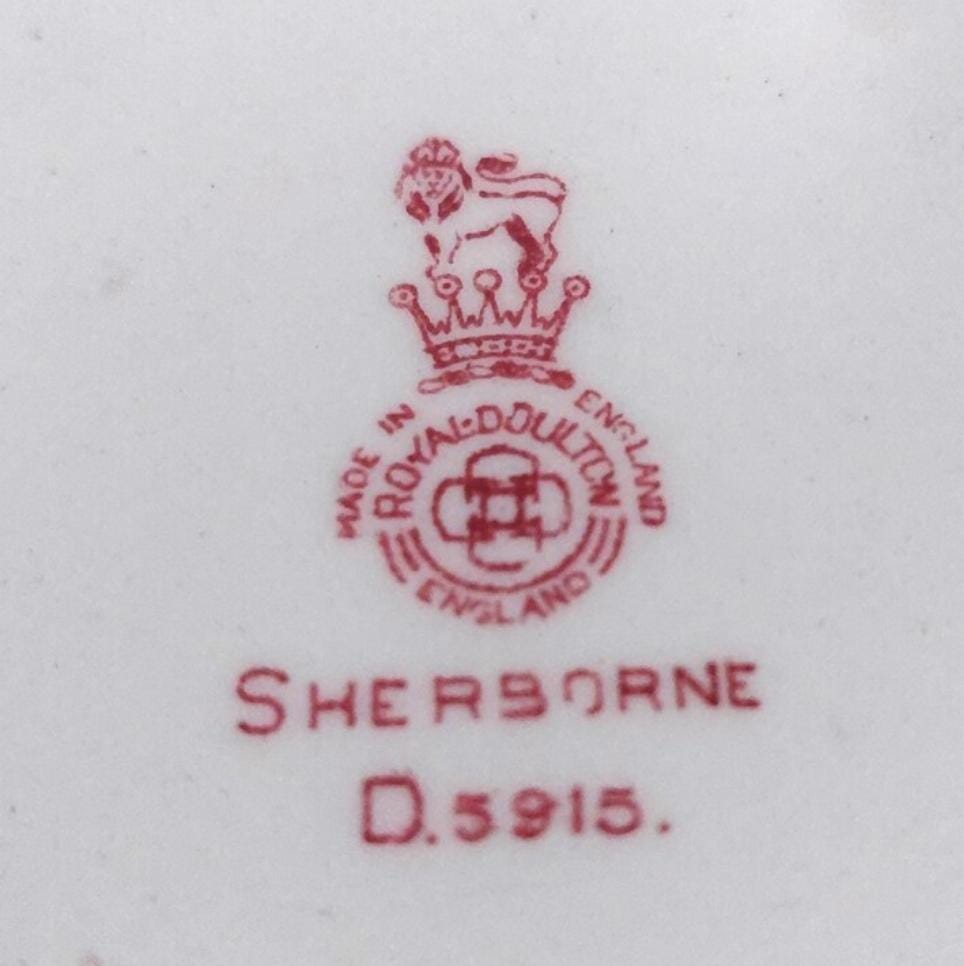 MADE IN ENGLAND
ROYAL·DOULTON
ENGLAND
SHERBORNE
D.5915.